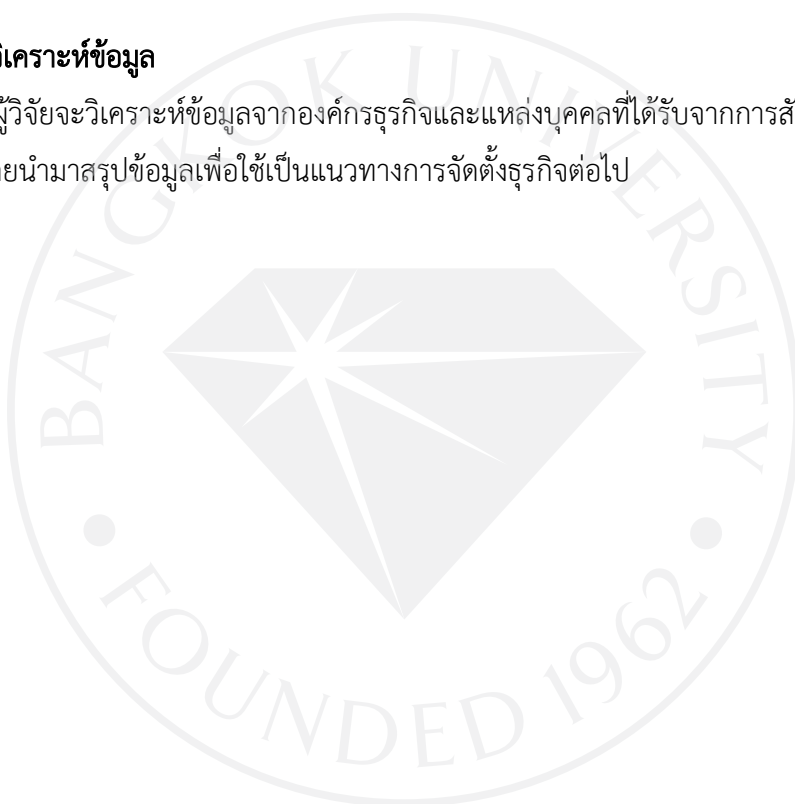 วิเคราะห์ข้อมูล
ผู้วิจัยจะวิเคราะห์ข้อมูลจากองค์กรธุรกิจและแหล่งบุคคลที่ได้รับจากการสั
ยนำมาสรุปข้อมูลเพื่อใช้เป็นแนวทางการจัดตั้งธุรกิจต่อไป
BANGKOK UNIVERSITY
FOUNDED 1962